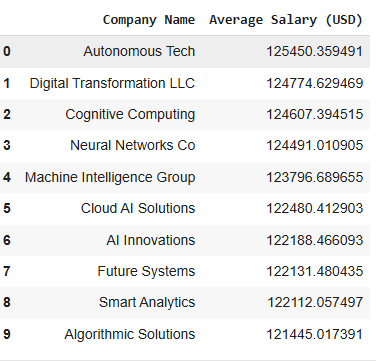 Company Name Average Salary (USD)
0 Autonomous Tech 125450.359491
1 Digital Transformation LLC 124774.629469
2 Cognitive Computing 124607.394515
3 Neural Networks Co 124491.010905
4 Machine Intelligence Group 123796.689655
5 Cloud AI Solutions 122480.412903
6 AI Innovations 122188.466093
7 Future Systems 122131.480435
8 Smart Analytics 122112.057497
9 Algorithmic Solutions 121445.017391